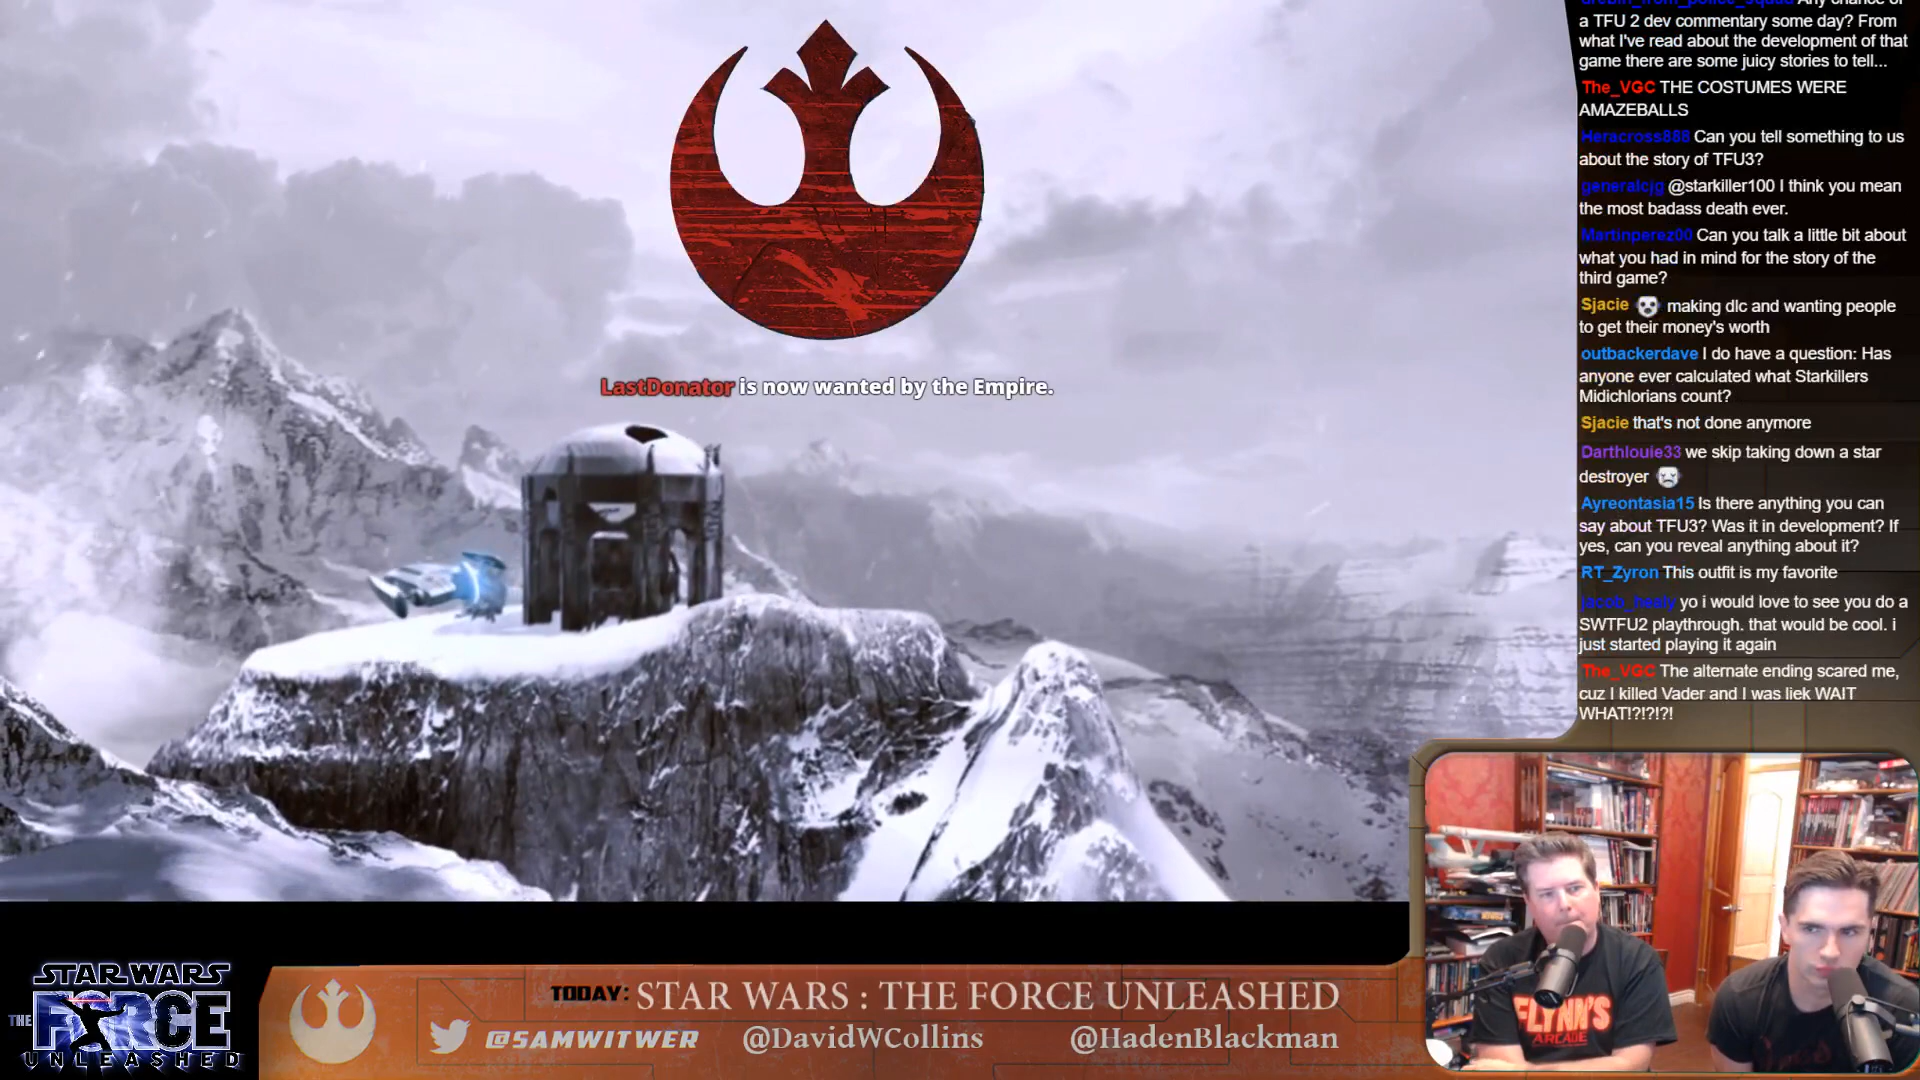 LastDonator is now wanted by the Empire.
Any chance of
a TFU 2 dev commentary some day? From
what I've read about the development of that
game there are some juicy stories to tell...
The_VGC THE COSTUMES WERE
AMAZEBALLS
Heracross888 Can you tell something to us
about the story of TFU3?
generalcjg @starkiller100 I think you mean
the most badass death ever.
Martinperez00 Can you talk a little bit about
what you had in mind for the story of the
third game?
Sjacie making dlc and wanting people
to get their money's worth
outbackerdave I do have a question: Has
anyone ever calculated what Starkillers
Midichlorians count?
Sjacie that's not done anymore
Darthlouie33 we skip taking down a star
destroyer
Ayreontasia15 Is there anything you can
say about TFU3? Was it in development? If
yes, can you reveal anything about it?
RT_Zyron This outfit is my favorite
jacob_healy yo i would love to see you do a
SWTFU2 playthrough. that would be cool. i
just started playing it again
The_VGC The alternate ending scared me,
cuz I killed Vader and I was liek WAIT
WHAT!?!?!?!
FLYNN'S
ARCADE
STAR WARS
THE FORCE
UNLEASHED
TODAY: STAR WARS : THE FORCE UNLEASHED
@SAMWITWER @DavidWCollins @HadenBlackman